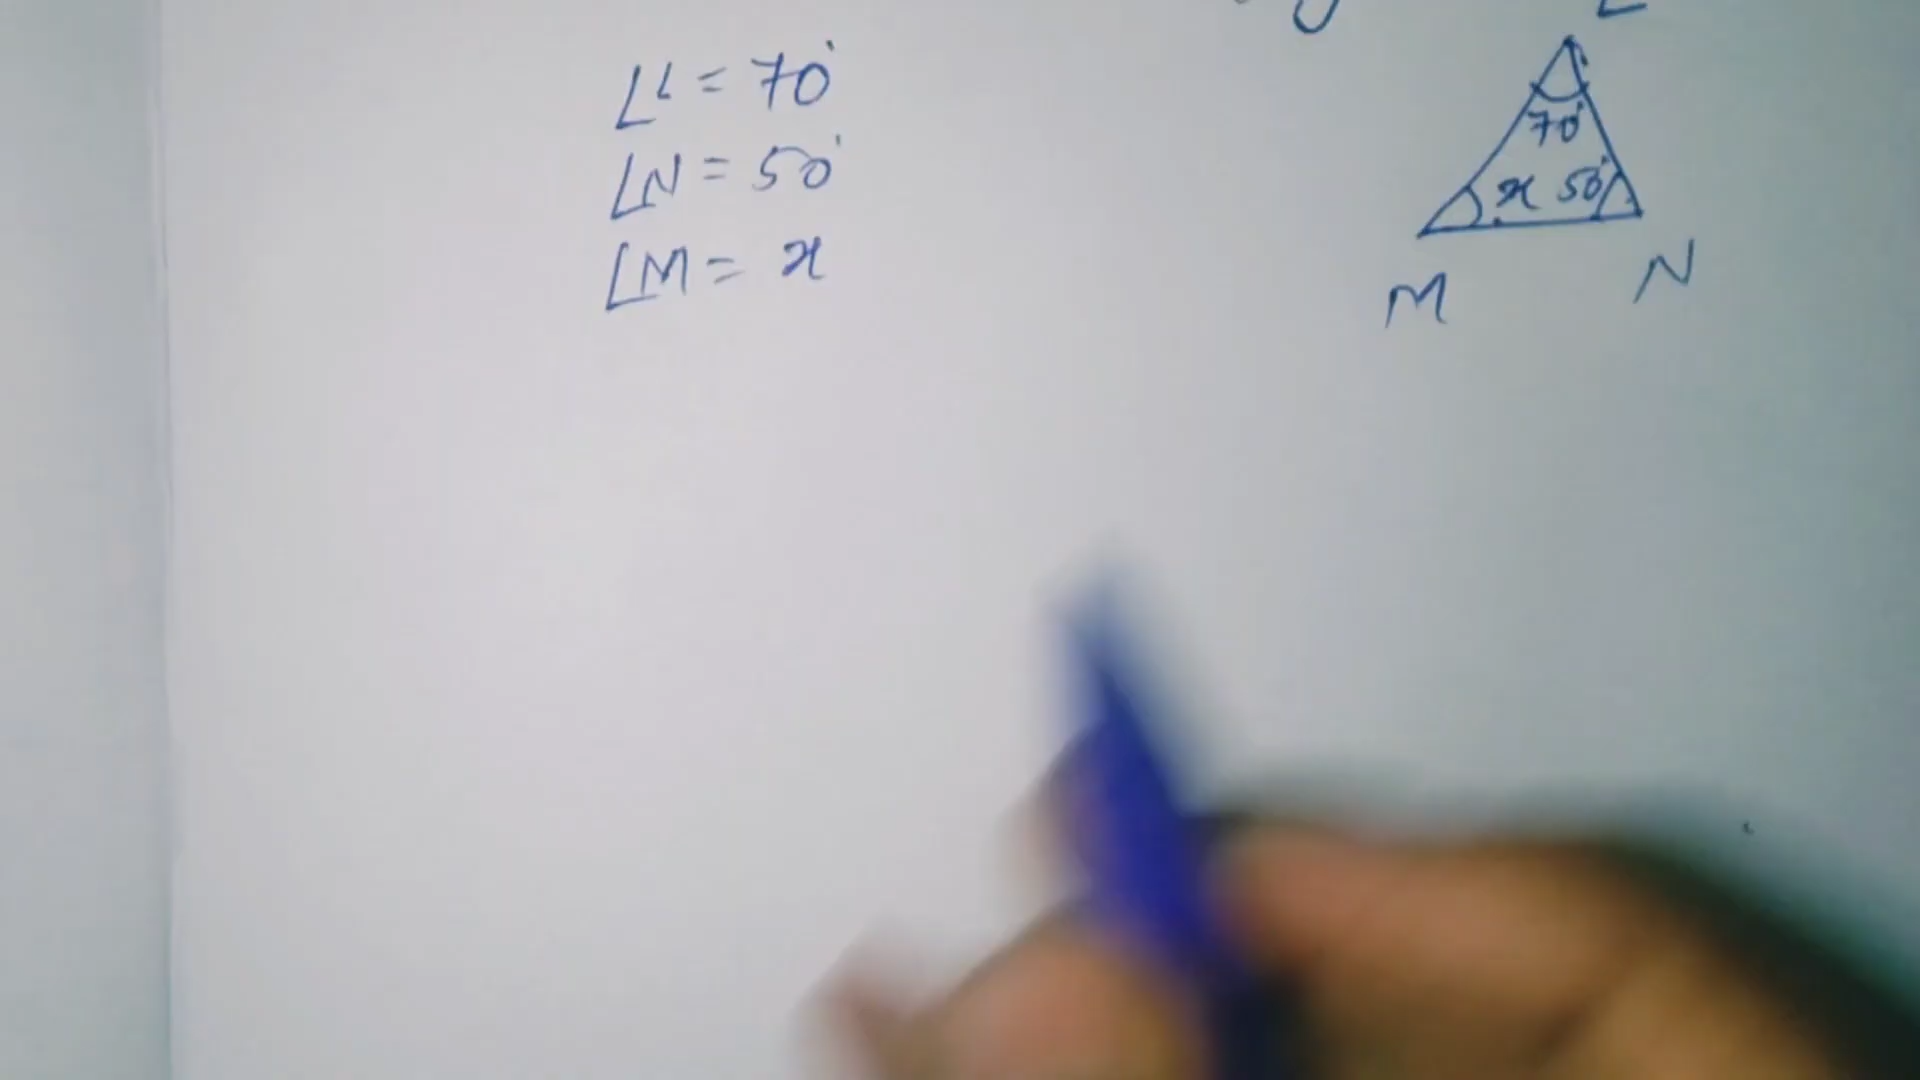 ∠L = 70°
∠N = 50°
∠M = x
L
70°
x 50°
M
N